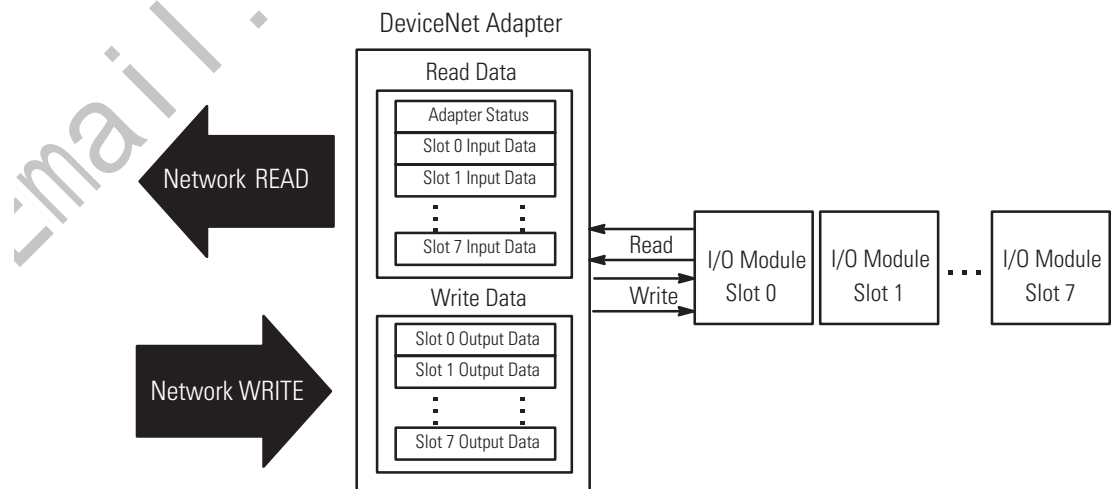 DeviceNet Adapter
Read Data
Adapter Status
Slot 0 Input Data
Slot 1 Input Data
Slot 7 Input Data
Network READ
Write Data
Slot 0 Output Data
Slot 1 Output Data
Slot 7 Output Data
Network WRITE
Read
Write
I/O Module
Slot 0
I/O Module
Slot 1
I/O Module
Slot 7
Email.